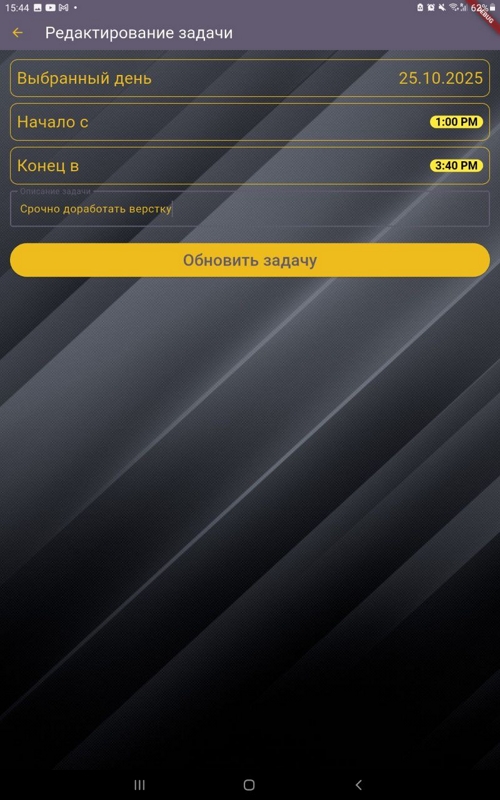 15:44
62%
DEBUG
Редактирование задачи
Выбранный день
25.10.2025
Начало с
1:00 PM
Конец в
3:40 PM
Описание задачи
Срочно доработать верстку
Обновить задачу